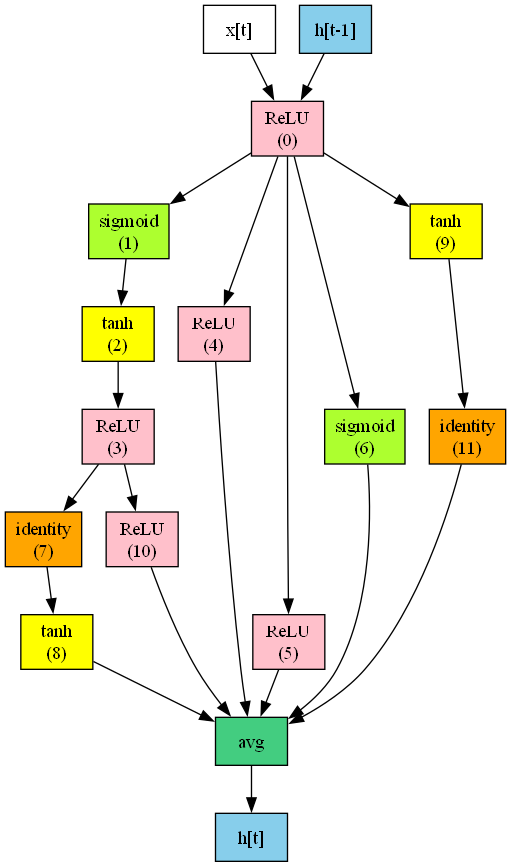 x[t]
h[t-1]
ReLU
(0)
sigmoid
(1)
tanh
(9)
tanh
(2)
ReLU
(4)
ReLU
(3)
sigmoid
(6)
identity
(11)
identity
(7)
ReLU
(10)
tanh
(8)
ReLU
(5)
avg
h[t]